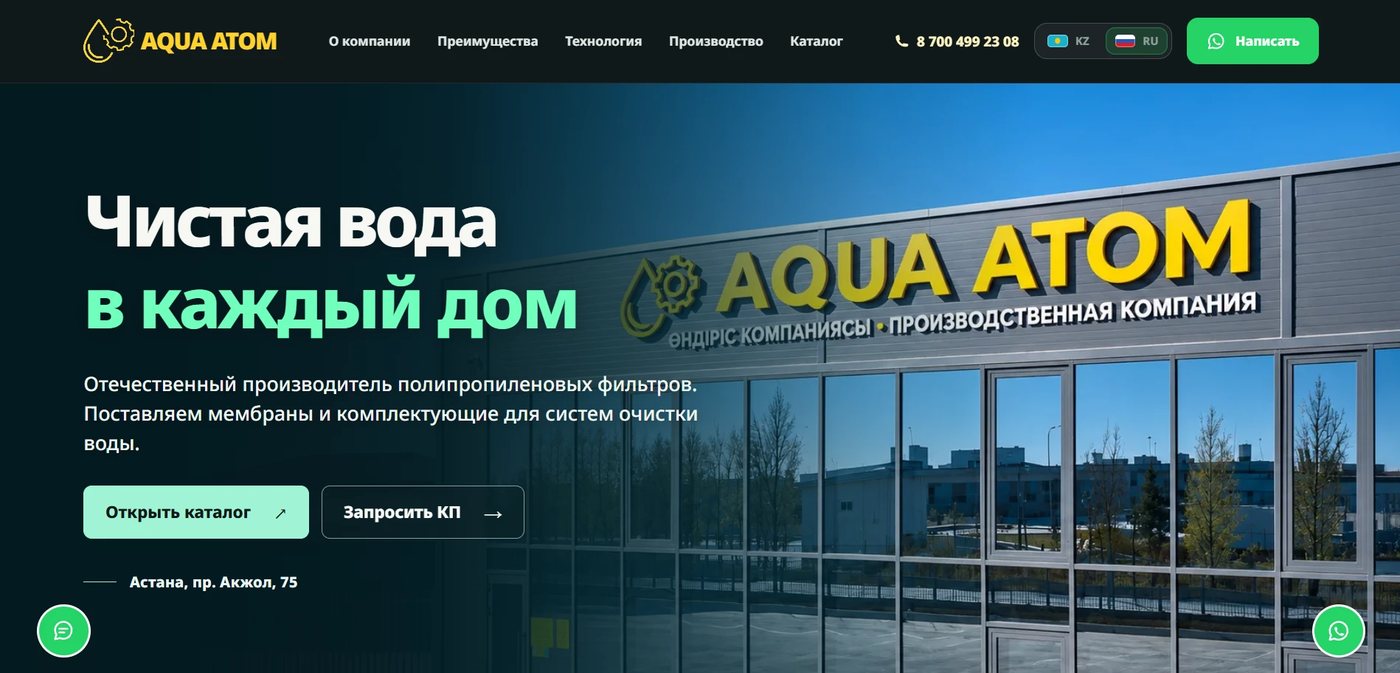 AQUA ATOM
О компании
Преимущества
Технология
Производство
Каталог
8 700 499 23 08
KZ
RU
Написать
Чистая вода
в каждый дом
AQUA ATOM
ӨНДІРІС КОМПАНИЯСЫ • ПРОИЗВОДСТВЕННАЯ КОМПАНИЯ
Отечественный производитель полипропиленовых фильтров.
Поставляем мембраны и комплектующие для систем очистки
воды.
Открыть каталог ↗
Запросить КП →
Астана, пр. Акжол, 75